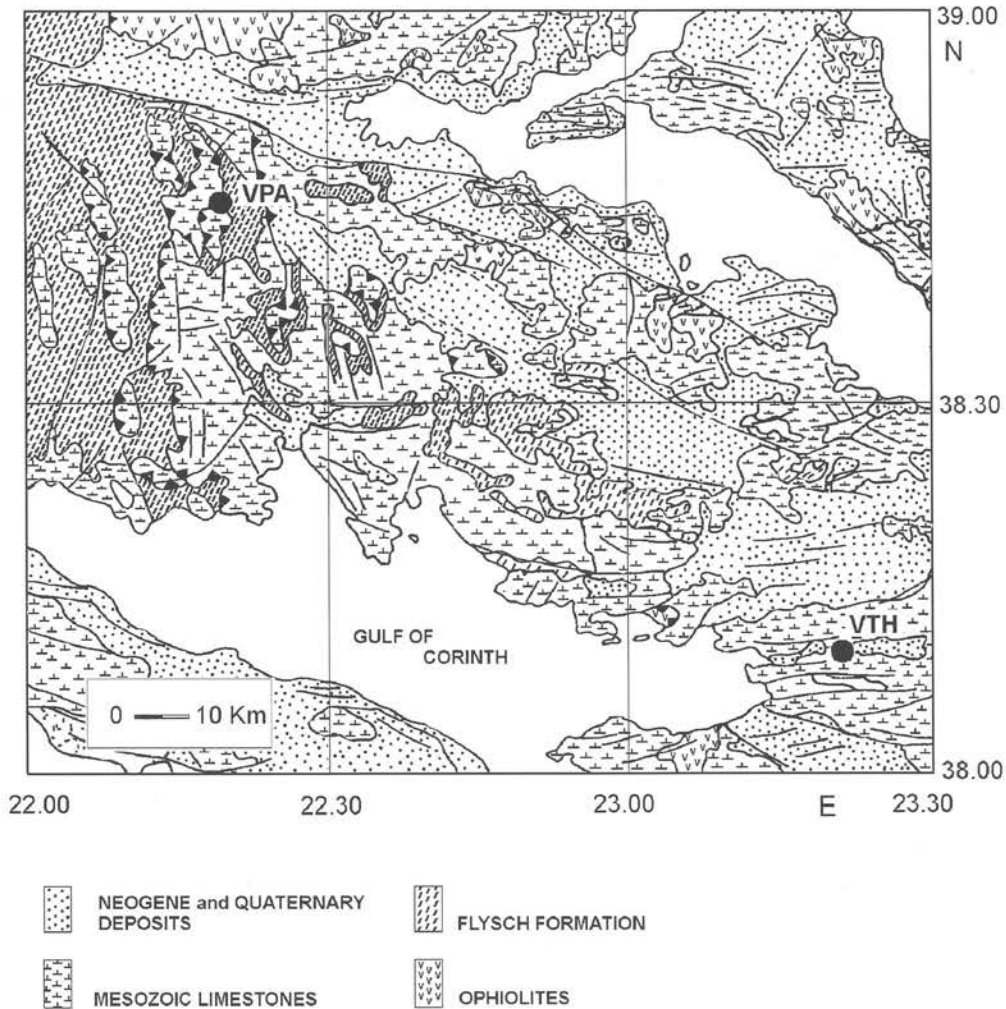 39.00
N
VPA
38.30
VTH
GULF OF
CORINTH
0 10 Km
38.00
22.00 22.30 23.00 E 23.30
NEOGENE and QUATERNARY
DEPOSITS
FLYSCH FORMATION
MESOZOIC LIMESTONES
OPHIOLITES